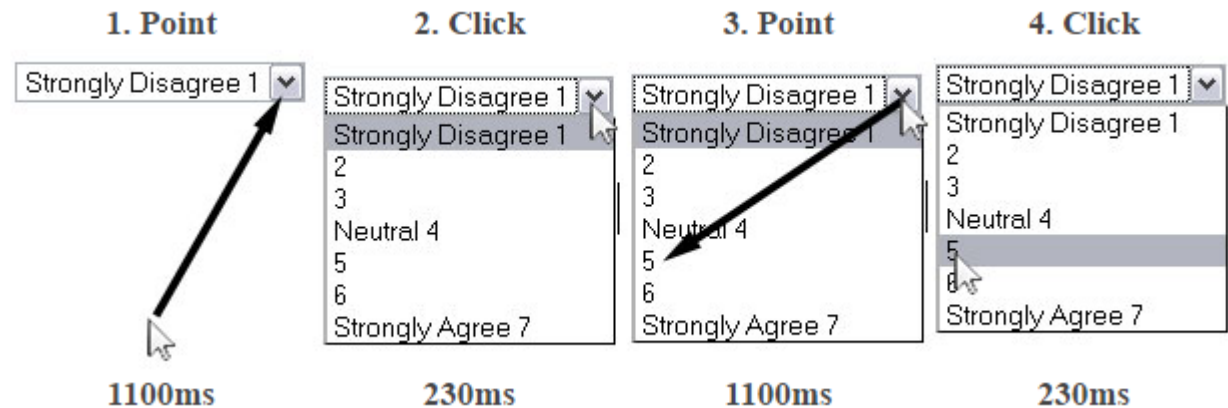 1. Point
2. Click
3. Point
4. Click
Strongly Disagree 1
Strongly Disagree 1
Strongly Disagree 1
2
3
Neutral 4
5
6
Strongly Agree 7
Strongly Disagree 1
Strongly Disagree 1
2
3
Neutral 4
5
6
Strongly Agree 7
Strongly Disagree 1
Strongly Disagree 1
2
3
Neutral 4
5
6
Strongly Agree 7
1100ms
230ms
1100ms
230ms